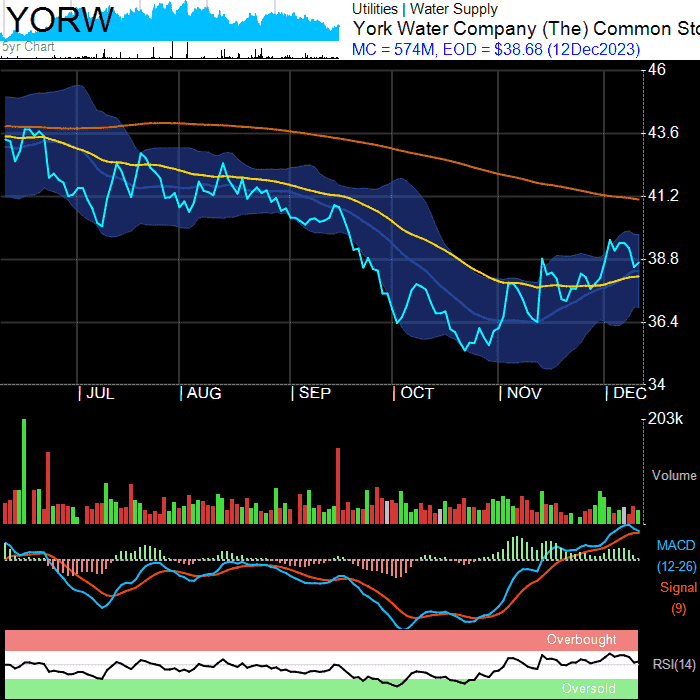 YORW
5yr Chart
Utilities | Water Supply
York Water Company (The) Common Sto
MC = 574M, EOD = $38.68 (12Dec2023)
46
43.6
41.2
38.8
36.4
34
JUL AUG SEP OCT NOV DEC
203k
Volume
MACD
(12-26)
Signal
(9)
Overbought
RSI(14)
Oversold